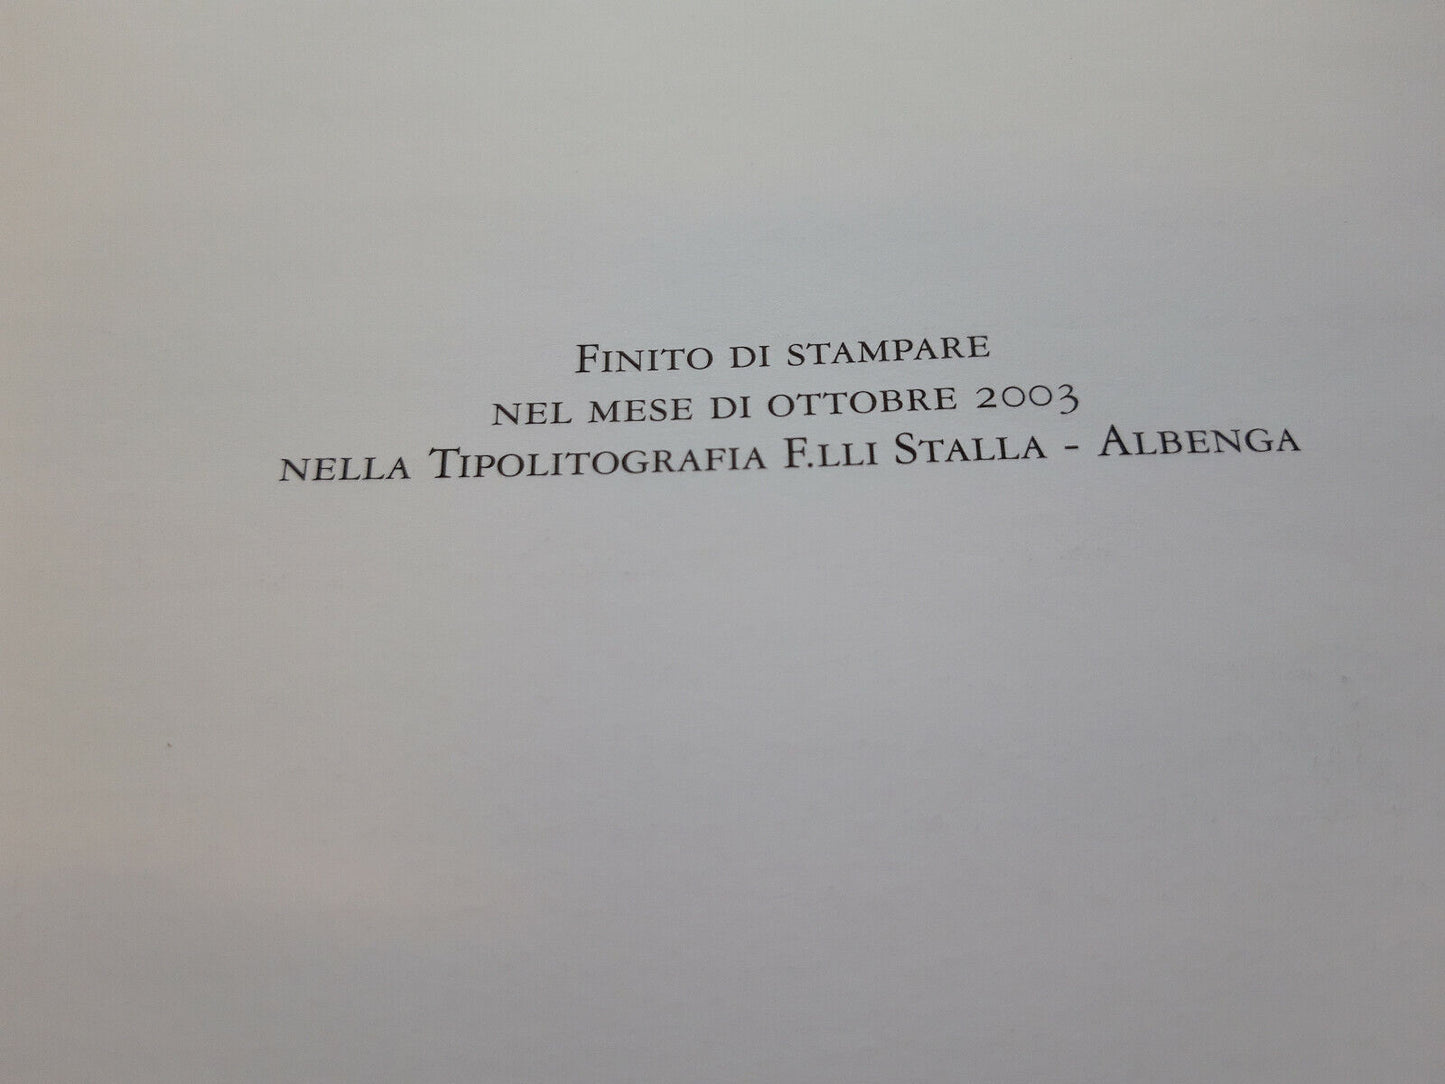 Finito di stampare
nel mese di ottobre 2003
nella Tipolitografia F.lli Stalla - Albenga